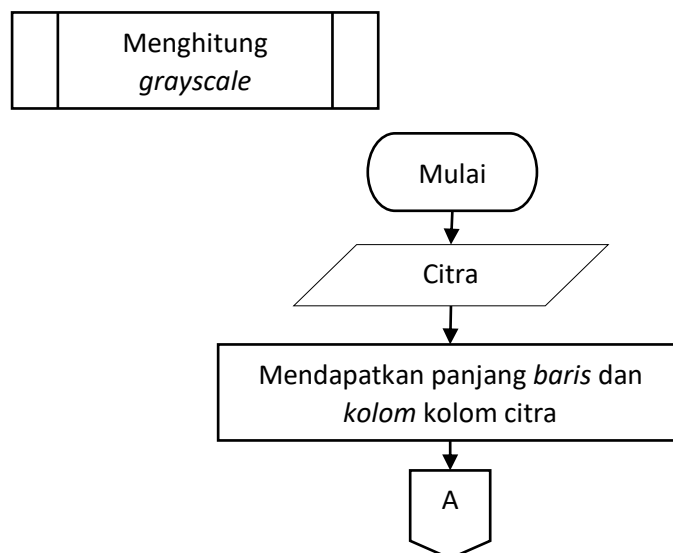 Menghitung
grayscale
Mulai
Citra
Mendapatkan panjang baris dan
kolom kolom citra
A